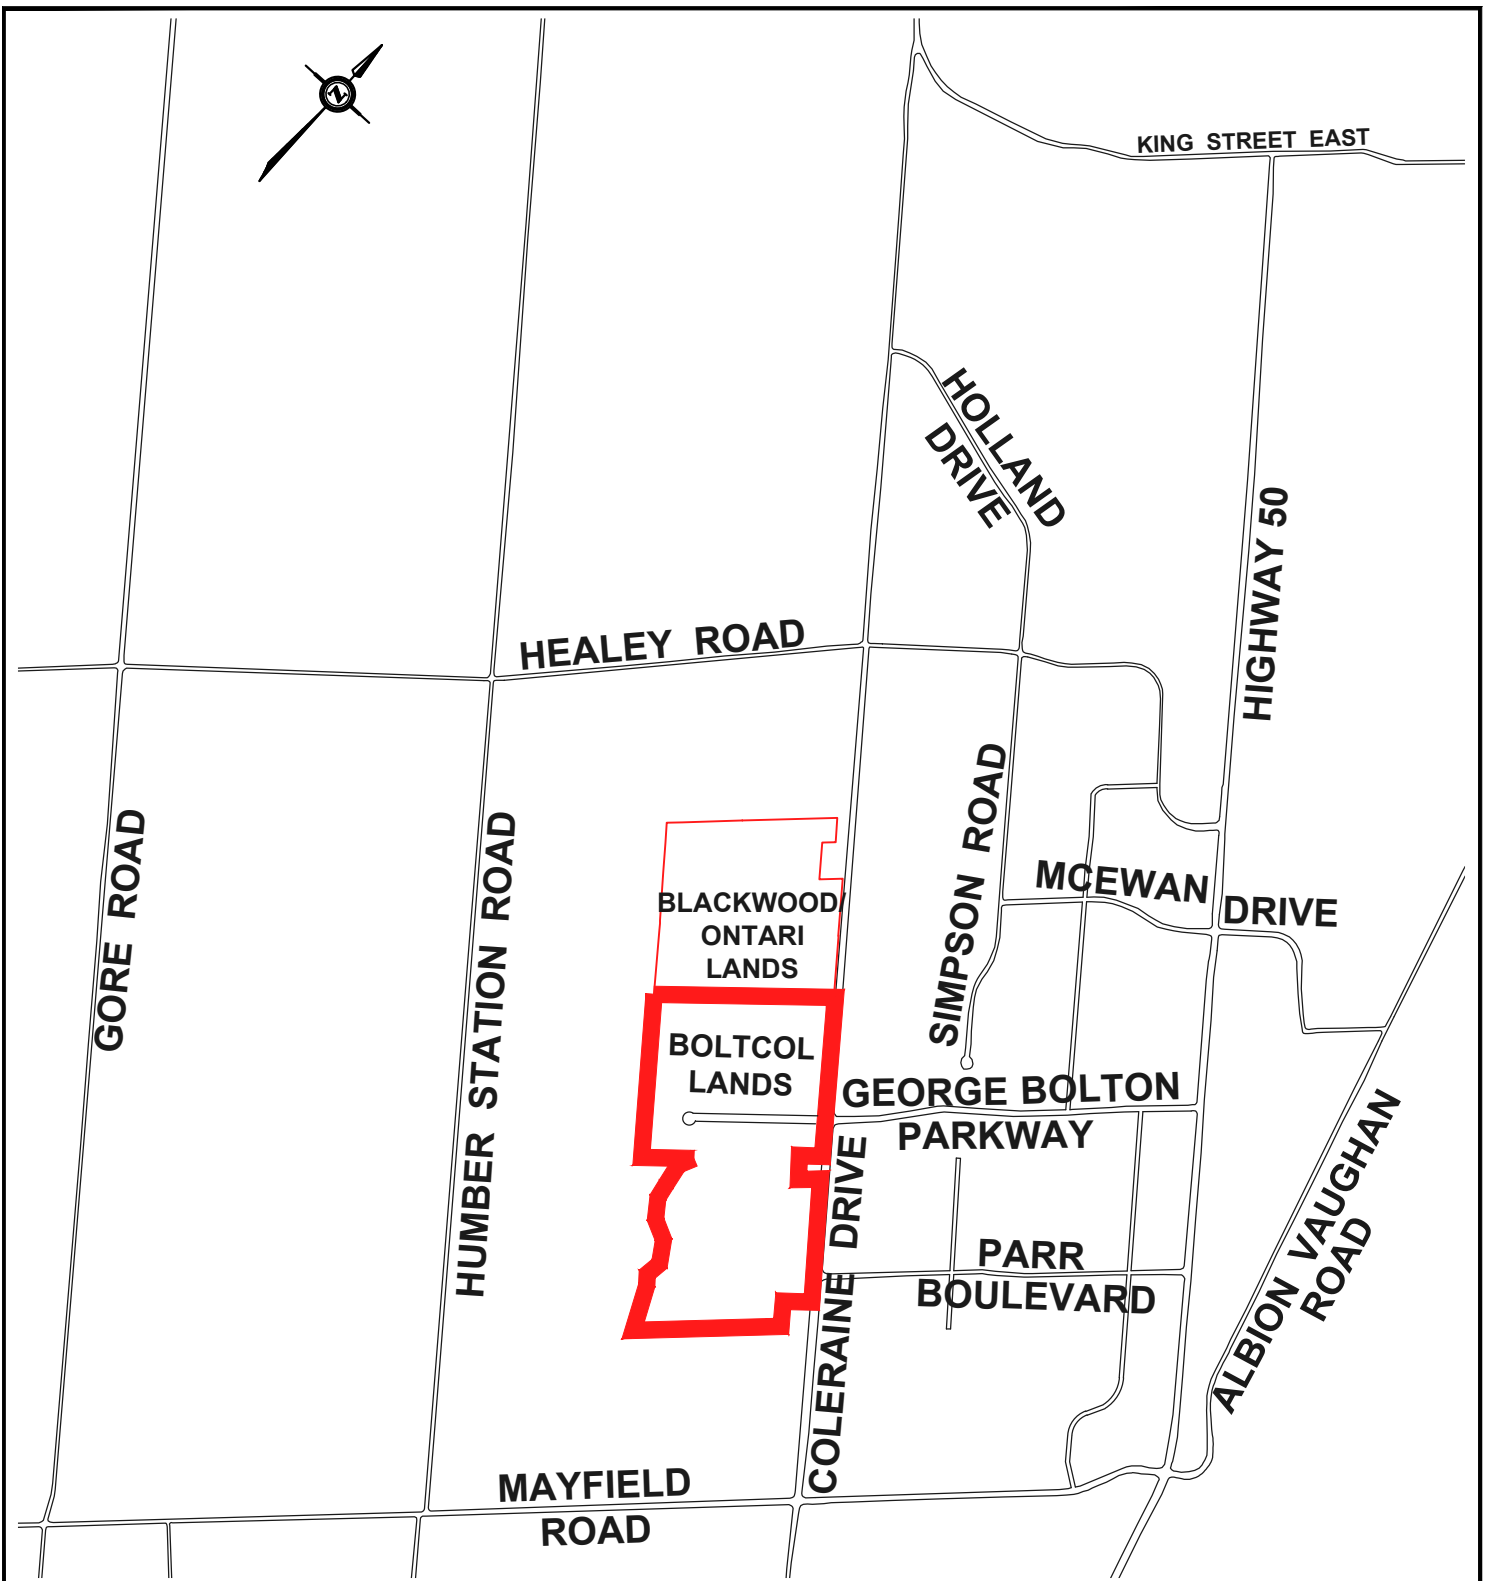 N
KING STREET EAST
HOLLAND
DRIVE
HIGHWAY 50
HEALEY ROAD
GORE ROAD
HUMBER STATION ROAD
SIMPSON ROAD
MCEWAN DRIVE
BLACKWOOD/
ONTARI
LANDS
BOLTCOL
LANDS
GEORGE BOLTON
PARKWAY
COLERAINE DRIVE
PARR
BOULEVARD
ALBION VAUGHAN
ROAD
MAYFIELD
ROAD